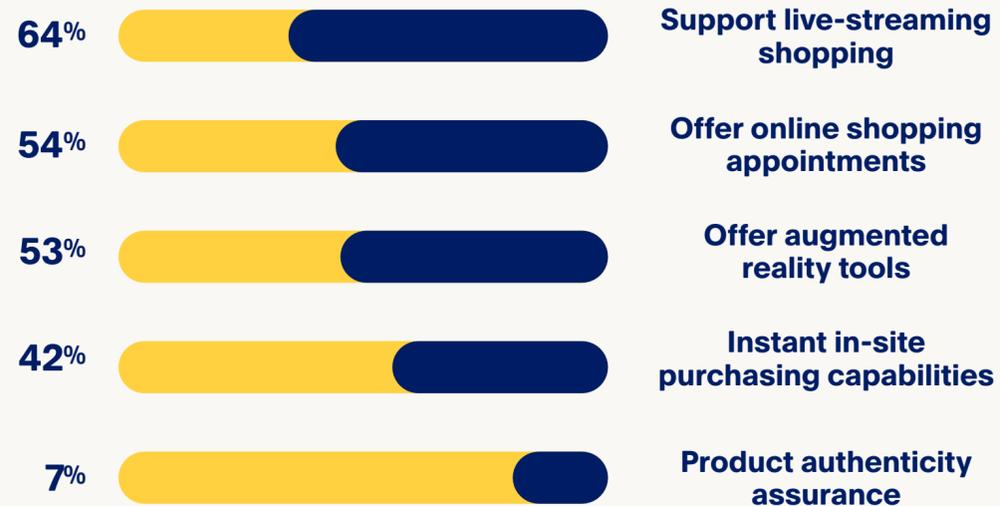 64% Support live-streaming
shopping
54% Offer online shopping
appointments
53% Offer augmented
reality tools
42% Instant in-site
purchasing capabilities
7% Product authenticity
assurance